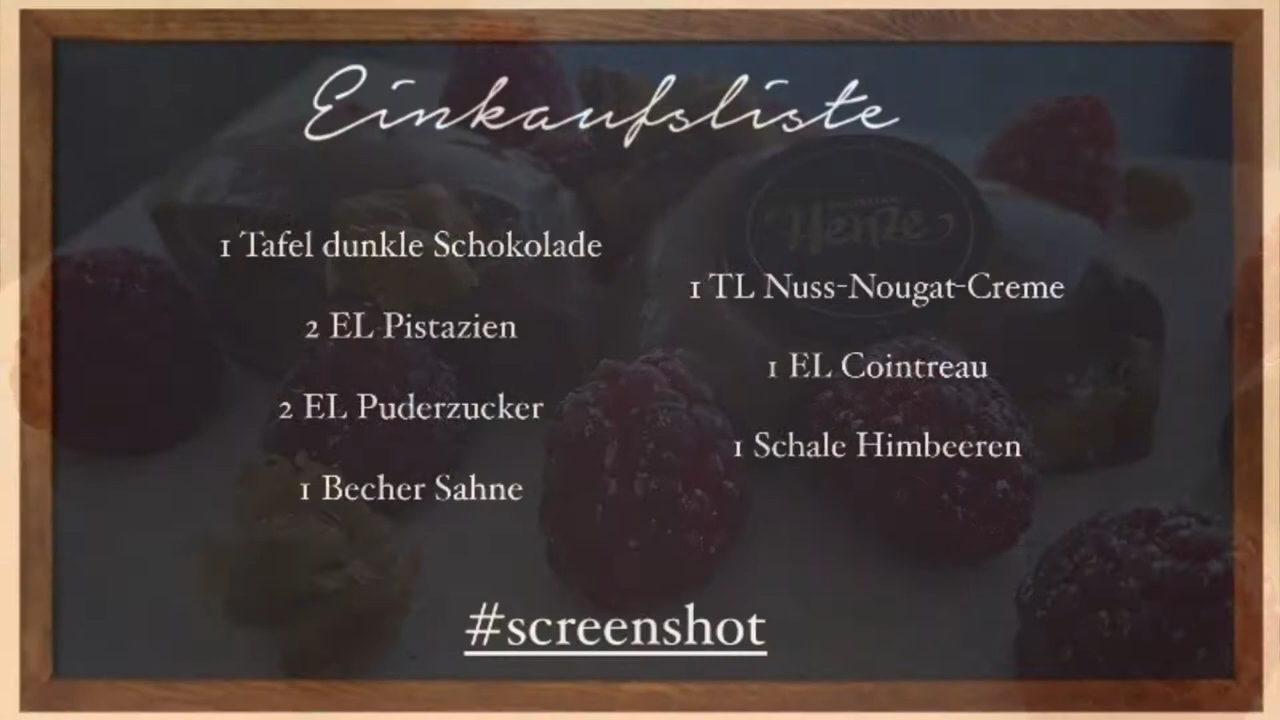 Einkaufsliste
1 Tafel dunkle Schokolade
2 EL Pistazien
2 EL Puderzucker
1 Becher Sahne
1 TL Nuss-Nougat-Creme
1 EL Cointreau
1 Schale Himbeeren
Henze
#screenshot